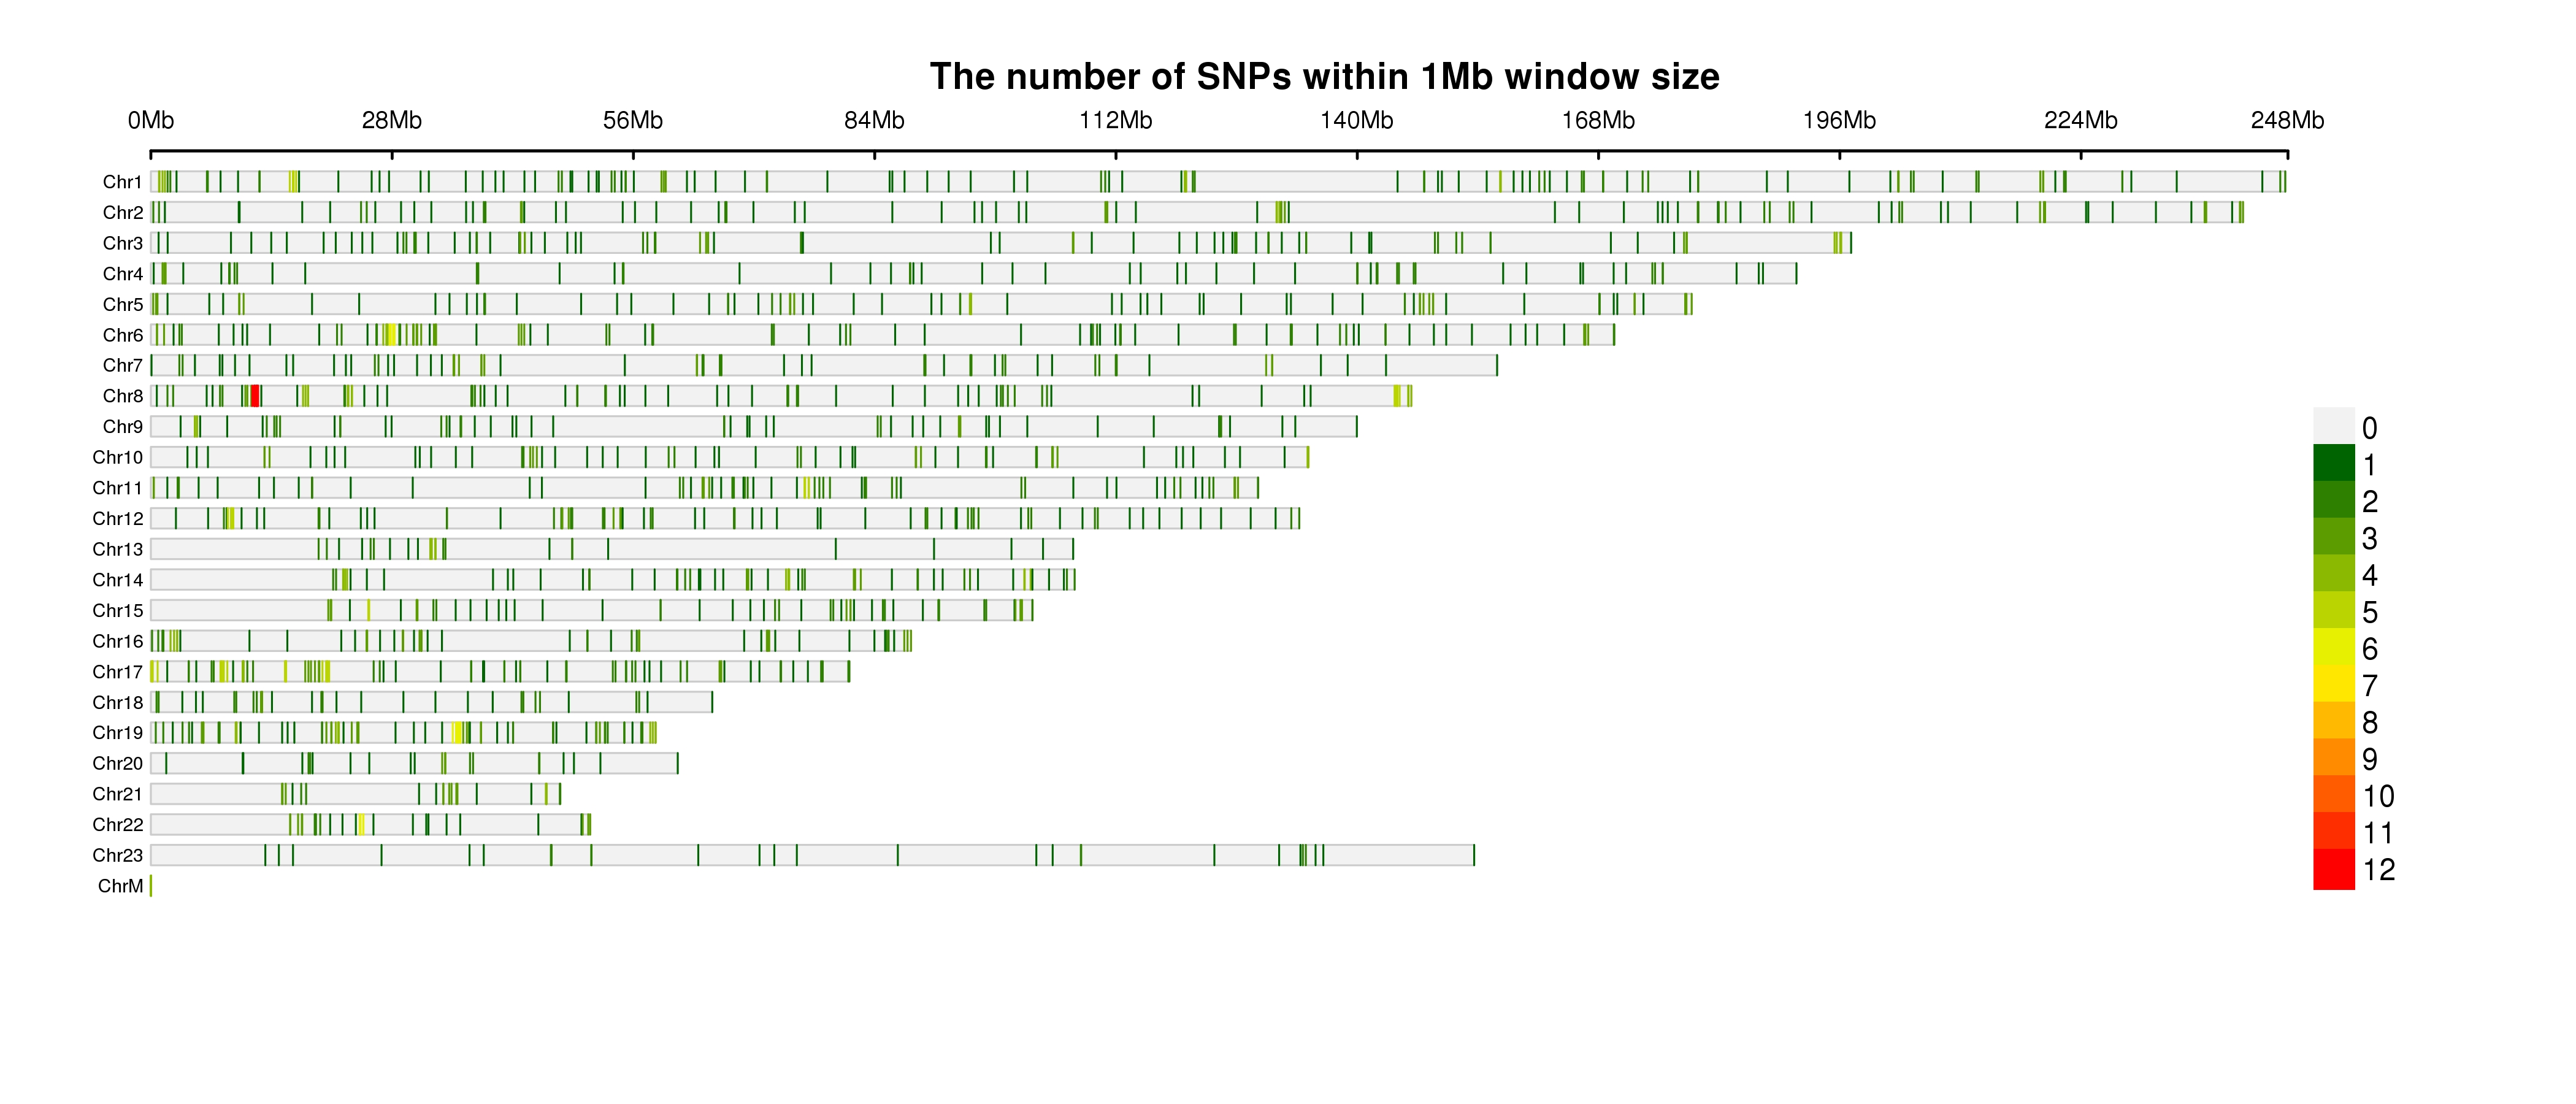 The number of SNPs within 1Mb window size
0Mb 28Mb 56Mb 84Mb 112Mb 140Mb 168Mb 196Mb 224Mb 248Mb
Chr1
Chr2
Chr3
Chr4
Chr5
Chr6
Chr7
Chr8
Chr9
Chr10
Chr11
Chr12
Chr13
Chr14
Chr15
Chr16
Chr17
Chr18
Chr19
Chr20
Chr21
Chr22
Chr23
ChrM
0
1
2
3
4
5
6
7
8
9
10
11
12